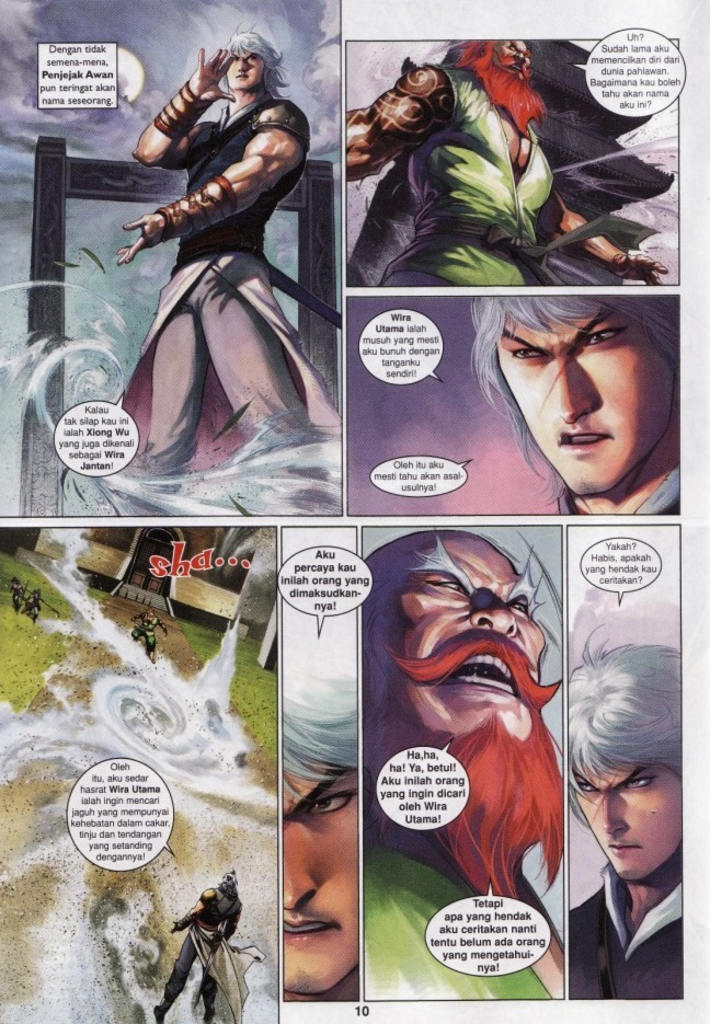 Dengan tidak
semena-mena,
Penjejak Awan
pun teringat akan
nama seseorang.
Kalau
tak silap kau ini
ialah Xiong Wu
yang juga dikenali
sebagai Wira
Jantan!
Uh?
Sudah lama aku
memencilkan diri dari
dunia pahlawan.
Bagaimana kau boleh
tahu akan nama
aku ini?
Wira
Utama ialah
musuh yang mesti
aku bunuh dengan
tanganku
sendiri!
Oleh itu aku
mesti tahu akan asal-
usulnya!
sha...
Oleh
itu, aku sedar
hasrat Wira Utama
ialah ingin mencari
jaguh yang mempunyai
kehebatan dalam cakar,
tinju dan tendangan
yang setanding
dengannya!
Aku
percaya kau
inilah orang yang
dimaksudkan-
nya!
Ha,ha,
ha! Ya, betul!
Aku inilah orang
yang ingin dicari
oleh Wira
Utama!
Tetapi
apa yang hendak
aku ceritakan nanti
tentu belum ada orang
yang mengetahui-
nya!
Yakah?
Habis, apakah
yang hendak kau
ceritakan?
10